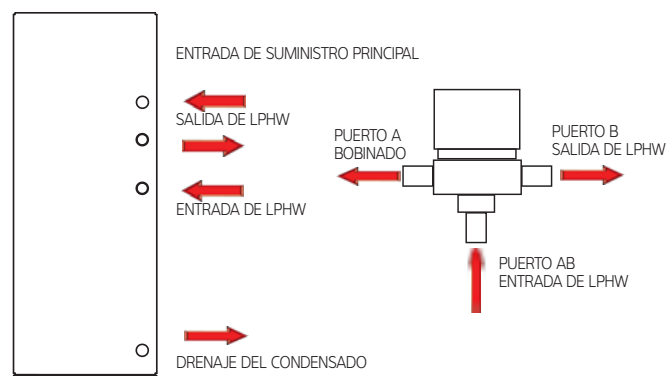 ENTRADA DE SUMINISTRO PRINCIPAL
SALIDA DE LPHW
ENTRADA DE LPHW
DRENAJE DEL CONDENSADO
PUERTO A
BOBINADO
PUERTO B
SALIDA DE LPHW
PUERTO AB
ENTRADA DE LPHW